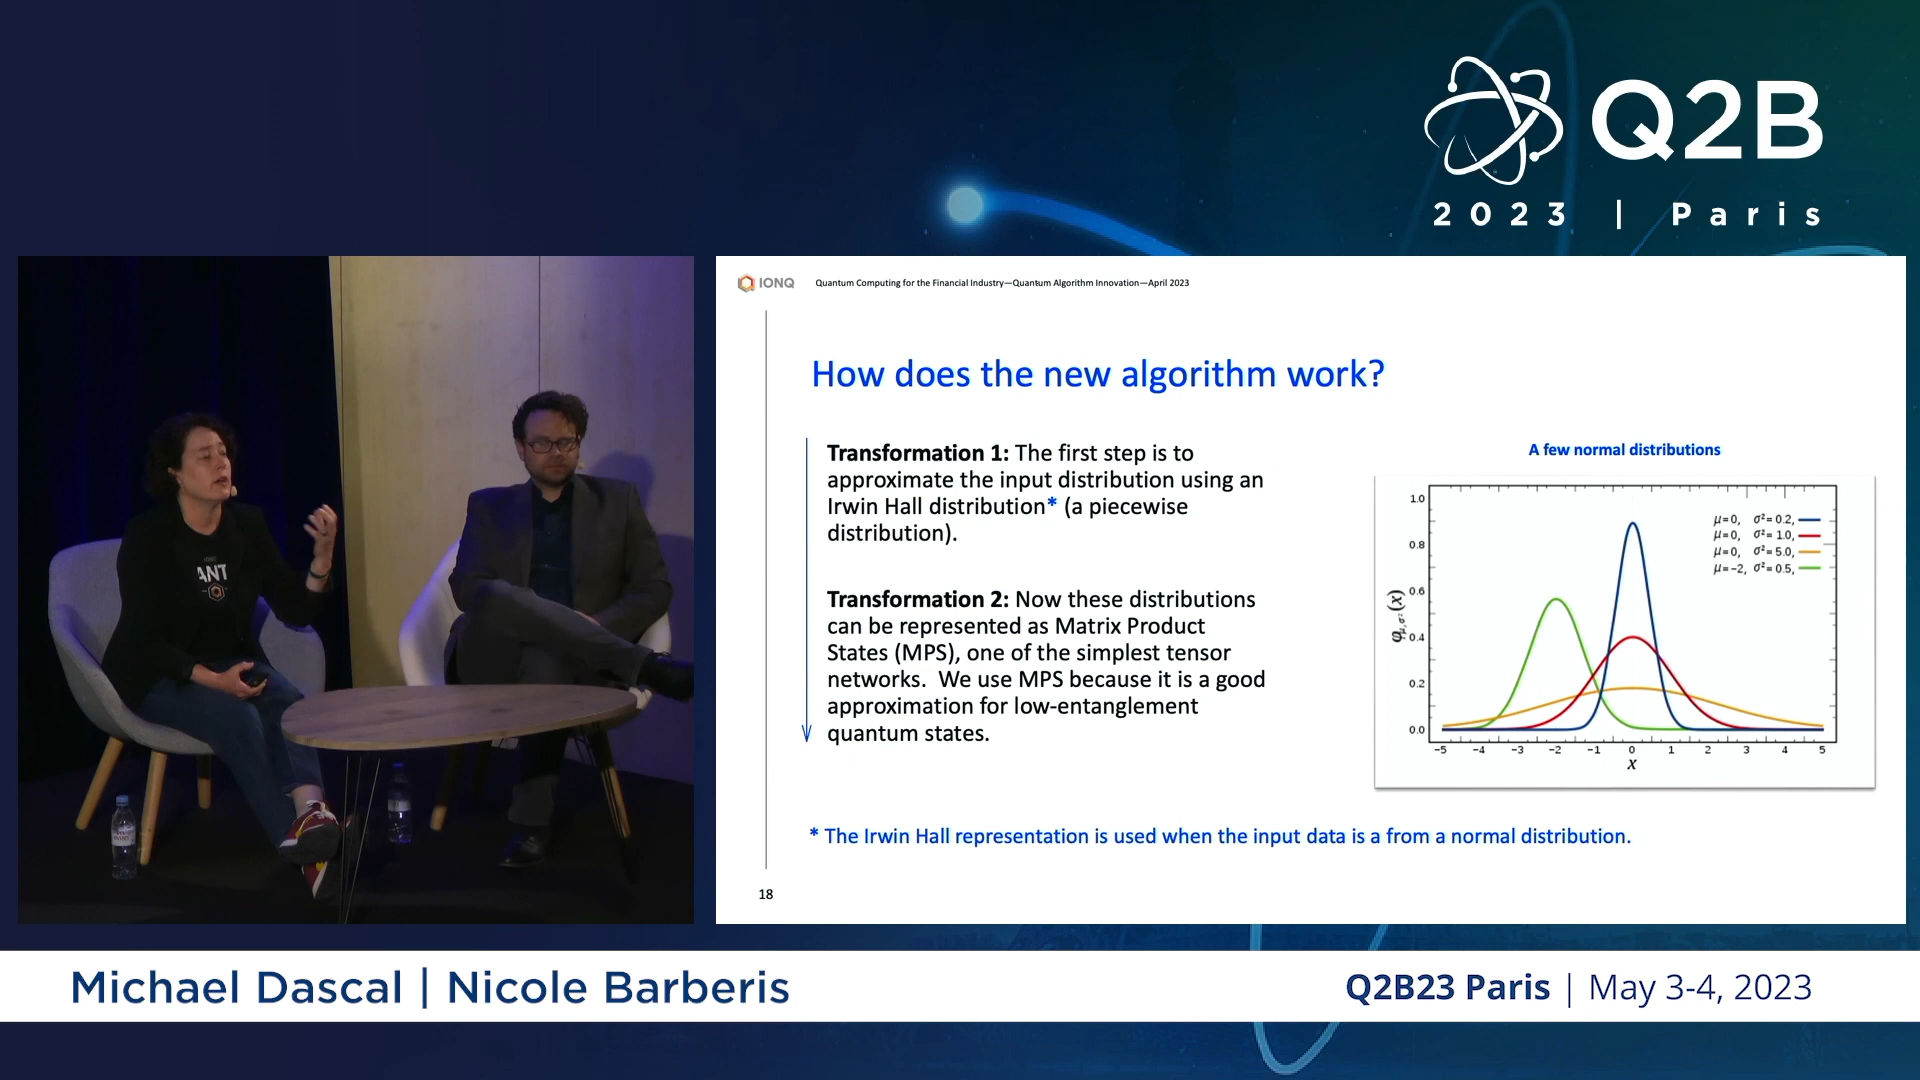 Q2B
2023 | Paris
IONQ
Quantum Computing for the Financial Industry—Quantum Algorithm Innovation—April 2023
How does the new algorithm work?
Transformation 1: The first step is to
approximate the input distribution using an
Irwin Hall distribution* (a piecewise
distribution).
Transformation 2: Now these distributions
can be represented as Matrix Product
States (MPS), one of the simplest tensor
networks. We use MPS because it is a good
approximation for low-entanglement
quantum states.
A few normal distributions
μ=0, σ²=0.2,
μ=0, σ²=1.0,
μ=0, σ²=5.0,
μ=-2, σ²=0.5,
1.0
0.8
0.6
0.4
0.2
0.0
φμ,σ²(x)
-5 -4 -3 -2 -1 0 1 2 3 4 5
x
* The Irwin Hall representation is used when the input data is a from a normal distribution.
18
ANT
Michael Dascal | Nicole Barberis
Q2B23 Paris | May 3-4, 2023